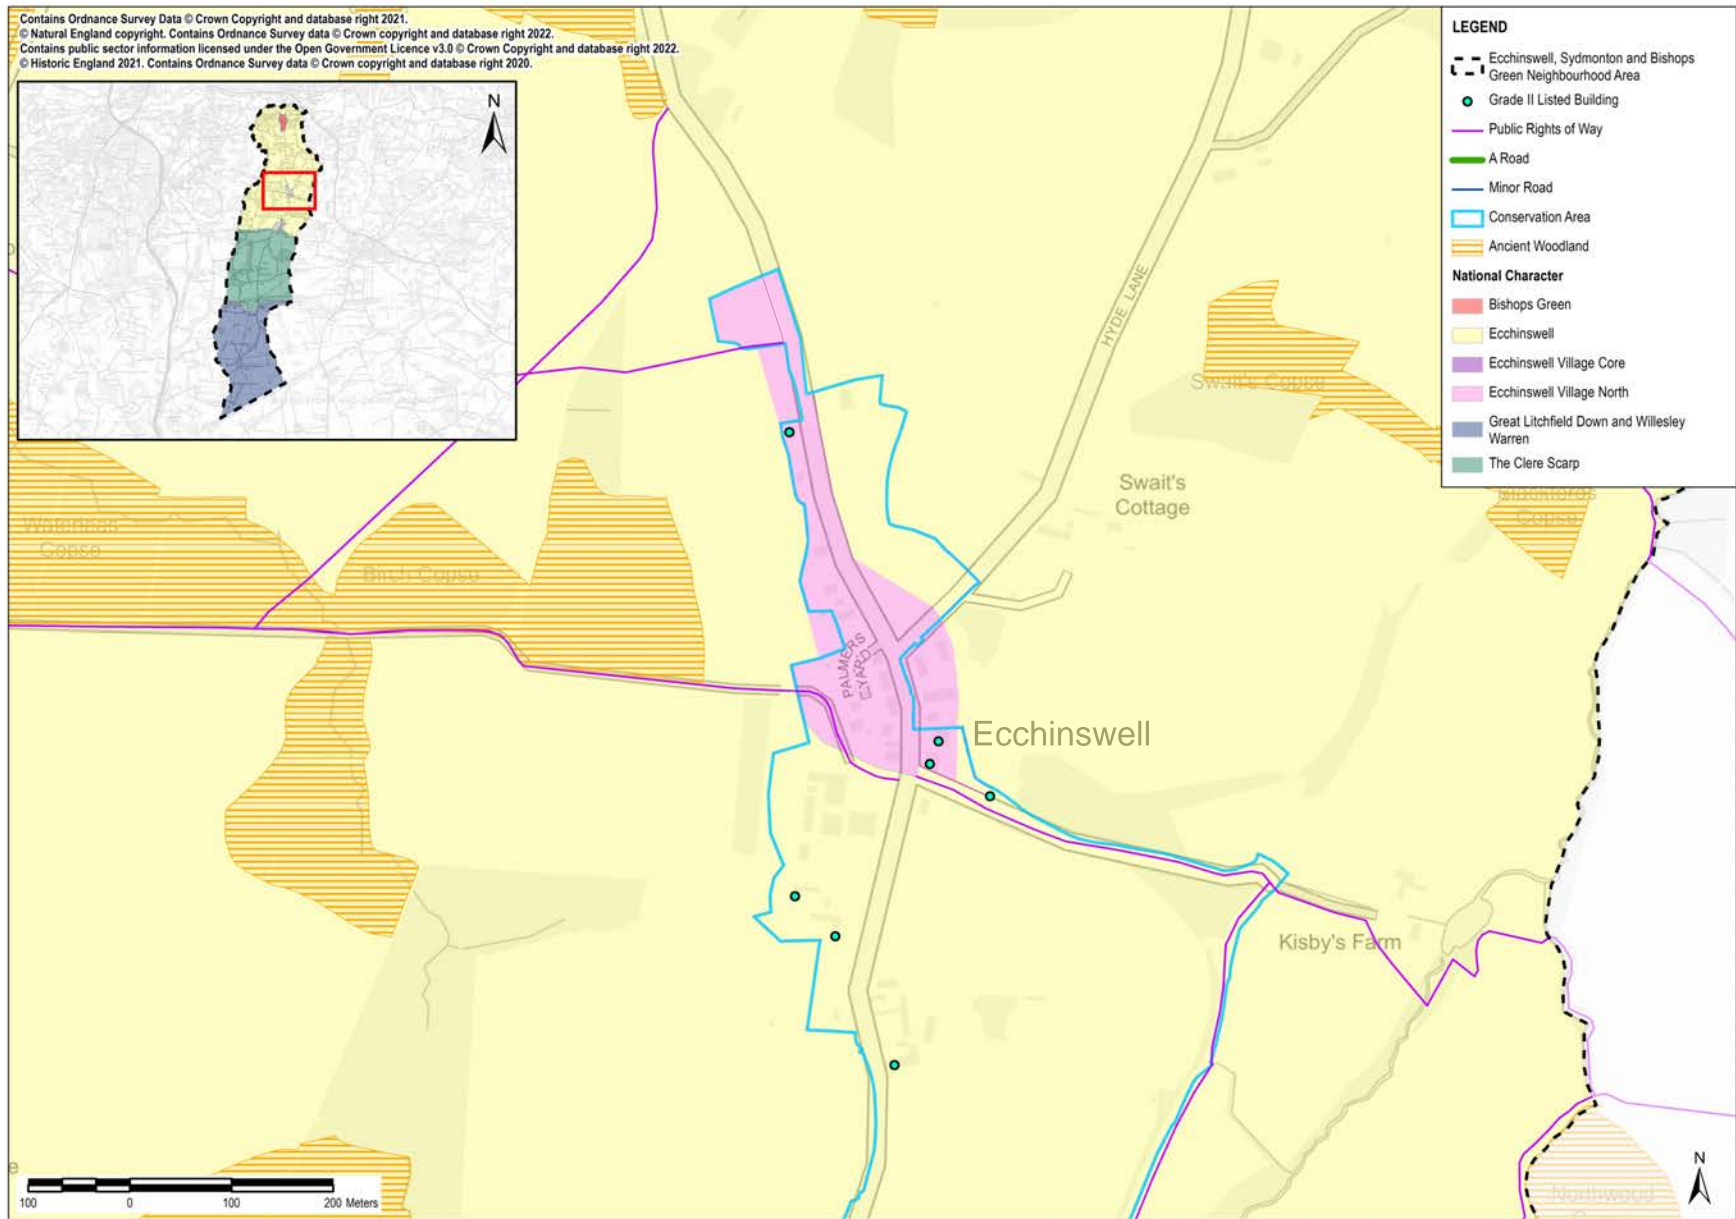 Contains Ordnance Survey Data © Crown Copyright and database right 2021.
© Natural England copyright. Contains Ordnance Survey data © Crown copyright and database right 2022.
Contains public sector information licensed under the Open Government Licence v3.0 © Crown Copyright and database right 2022.
© Historic England 2021. Contains Ordnance Survey data © Crown copyright and database right 2020.
N
LEGEND
Ecchinswell, Sydmonton and Bishops
Green Neighbourhood Area
Grade II Listed Building
Public Rights of Way
A Road
Minor Road
Conservation Area
Ancient Woodland
National Character
Bishops Green
Ecchinswell
Ecchinswell Village Core
Ecchinswell Village North
Great Litchfield Down and Willesley
Warren
The Clere Scarp
HYDE LANE
Swait's Copse
Swait's
Cottage
Copse
Copse
Birch Copse
PALMERS
YARD
Ecchinswell
Kisby's Farm
Northwood
e
100 0 100 200 Meters
N